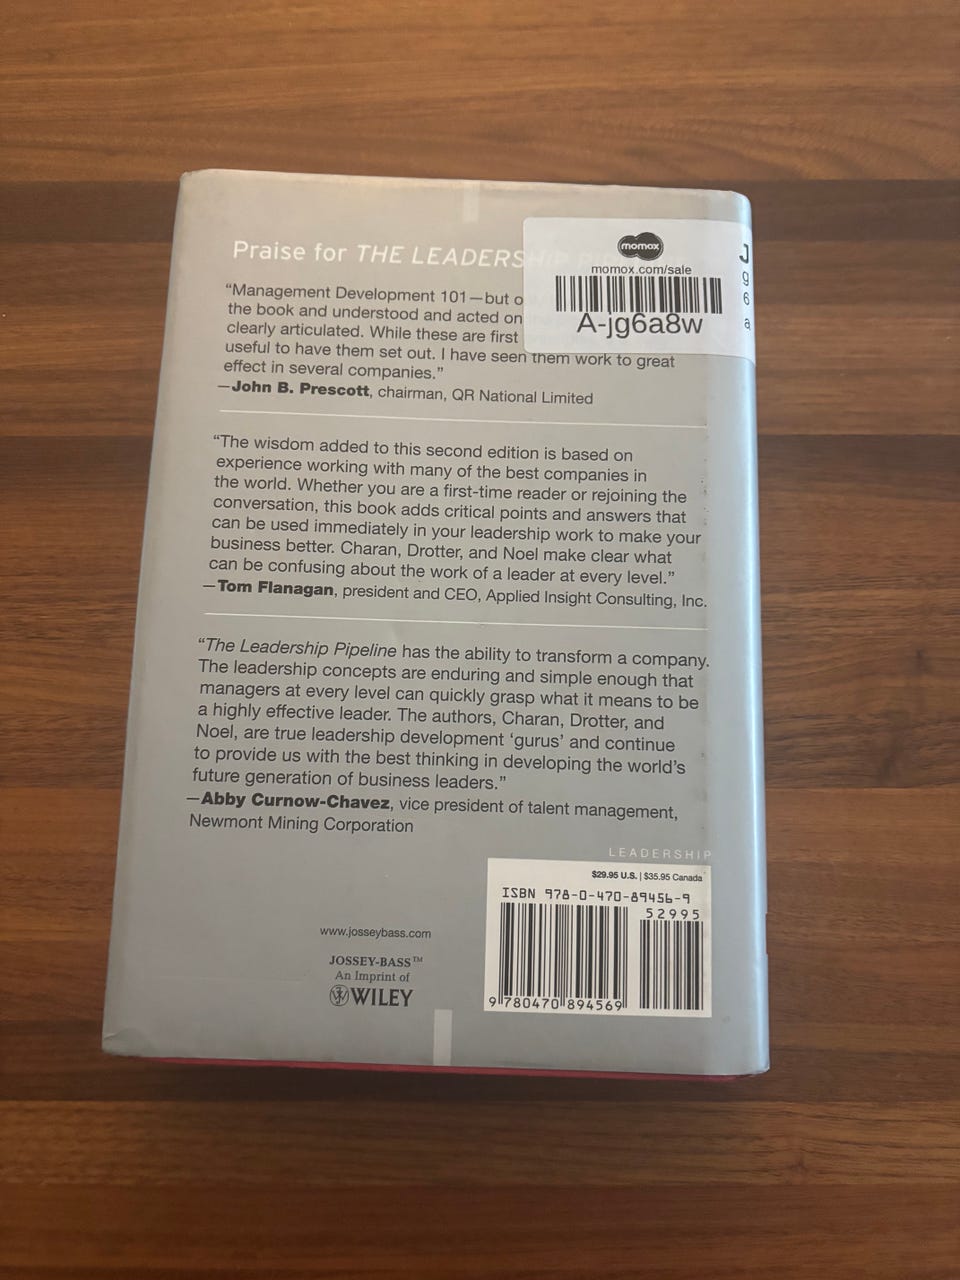 Praise for THE LEADERSHIP
momox
momox.com/sale
A-jg6a8w
J
g
6
a
“Management Development 101—but
the book and understood and acted on
clearly articulated. While these are first
useful to have them set out. I have seen them work to great
effect in several companies.”
—John B. Prescott, chairman, QR National Limited
“The wisdom added to this second edition is based on
experience working with many of the best companies in
the world. Whether you are a first-time reader or rejoining the
conversation, this book adds critical points and answers that
can be used immediately in your leadership work to make your
business better. Charan, Drotter, and Noel make clear what
can be confusing about the work of a leader at every level.”
—Tom Flanagan, president and CEO, Applied Insight Consulting, Inc.
“The Leadership Pipeline has the ability to transform a company.
The leadership concepts are enduring and simple enough that
managers at every level can quickly grasp what it means to be
a highly effective leader. The authors, Charan, Drotter, and
Noel, are true leadership development ‘gurus’ and continue
to provide us with the best thinking in developing the world’s
future generation of business leaders.”
—Abby Curnow-Chavez, vice president of talent management,
Newmont Mining Corporation
LEADERSHIP
$29.95 U.S. | $35.95 Canada
ISBN 978-0-470-89456-9
52995
9 780470 894569
www.josseybass.com
JOSSEY-BASS™
An Imprint of
WILEY